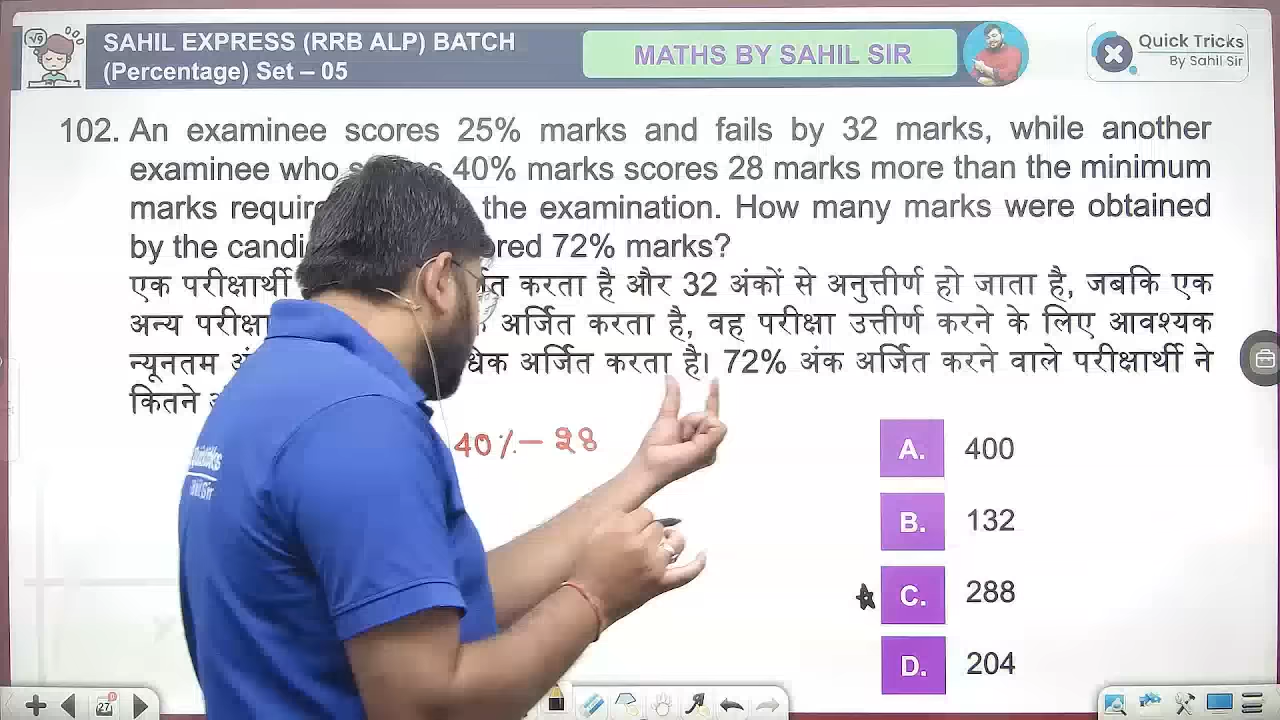 SAHIL EXPRESS (RRB ALP) BATCH
(Percentage) Set – 05
MATHS BY SAHIL SIR
Quick Tricks
By Sahil Sir
102. An examinee scores 25% marks and fails by 32 marks, while another
examinee who 40% marks scores 28 marks more than the minimum
marks the examination. How many marks were obtained
by the 72% marks?
एक परीक्षार्थी करता है और 32 अंकों से अनुत्तीर्ण हो जाता है, जबकि एक
अन्य अर्जित करता है, वह परीक्षा उत्तीर्ण करने के लिए आवश्यक
न्यूनतम अर्जित करता है। 72% अंक अर्जित करने वाले परीक्षार्थी ने
कितने
40% – 28
A. 400
B. 132
C. 288
D. 204
27